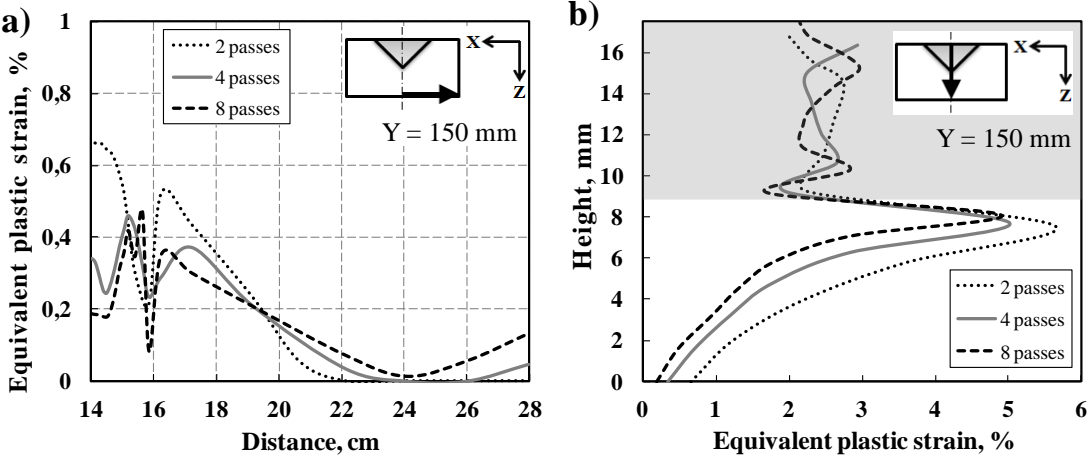 a)
Equivalent plastic strain, %
1
0,8
0,6
0,4
0,2
0
2 passes
4 passes
8 passes
X
Z
Y = 150 mm
14 16 18 20 22 24 26 28
Distance, cm
b)
Height, mm
16
14
12
10
8
6
4
2
0
X
Z
Y = 150 mm
2 passes
4 passes
8 passes
0 1 2 3 4 5 6
Equivalent plastic strain, %